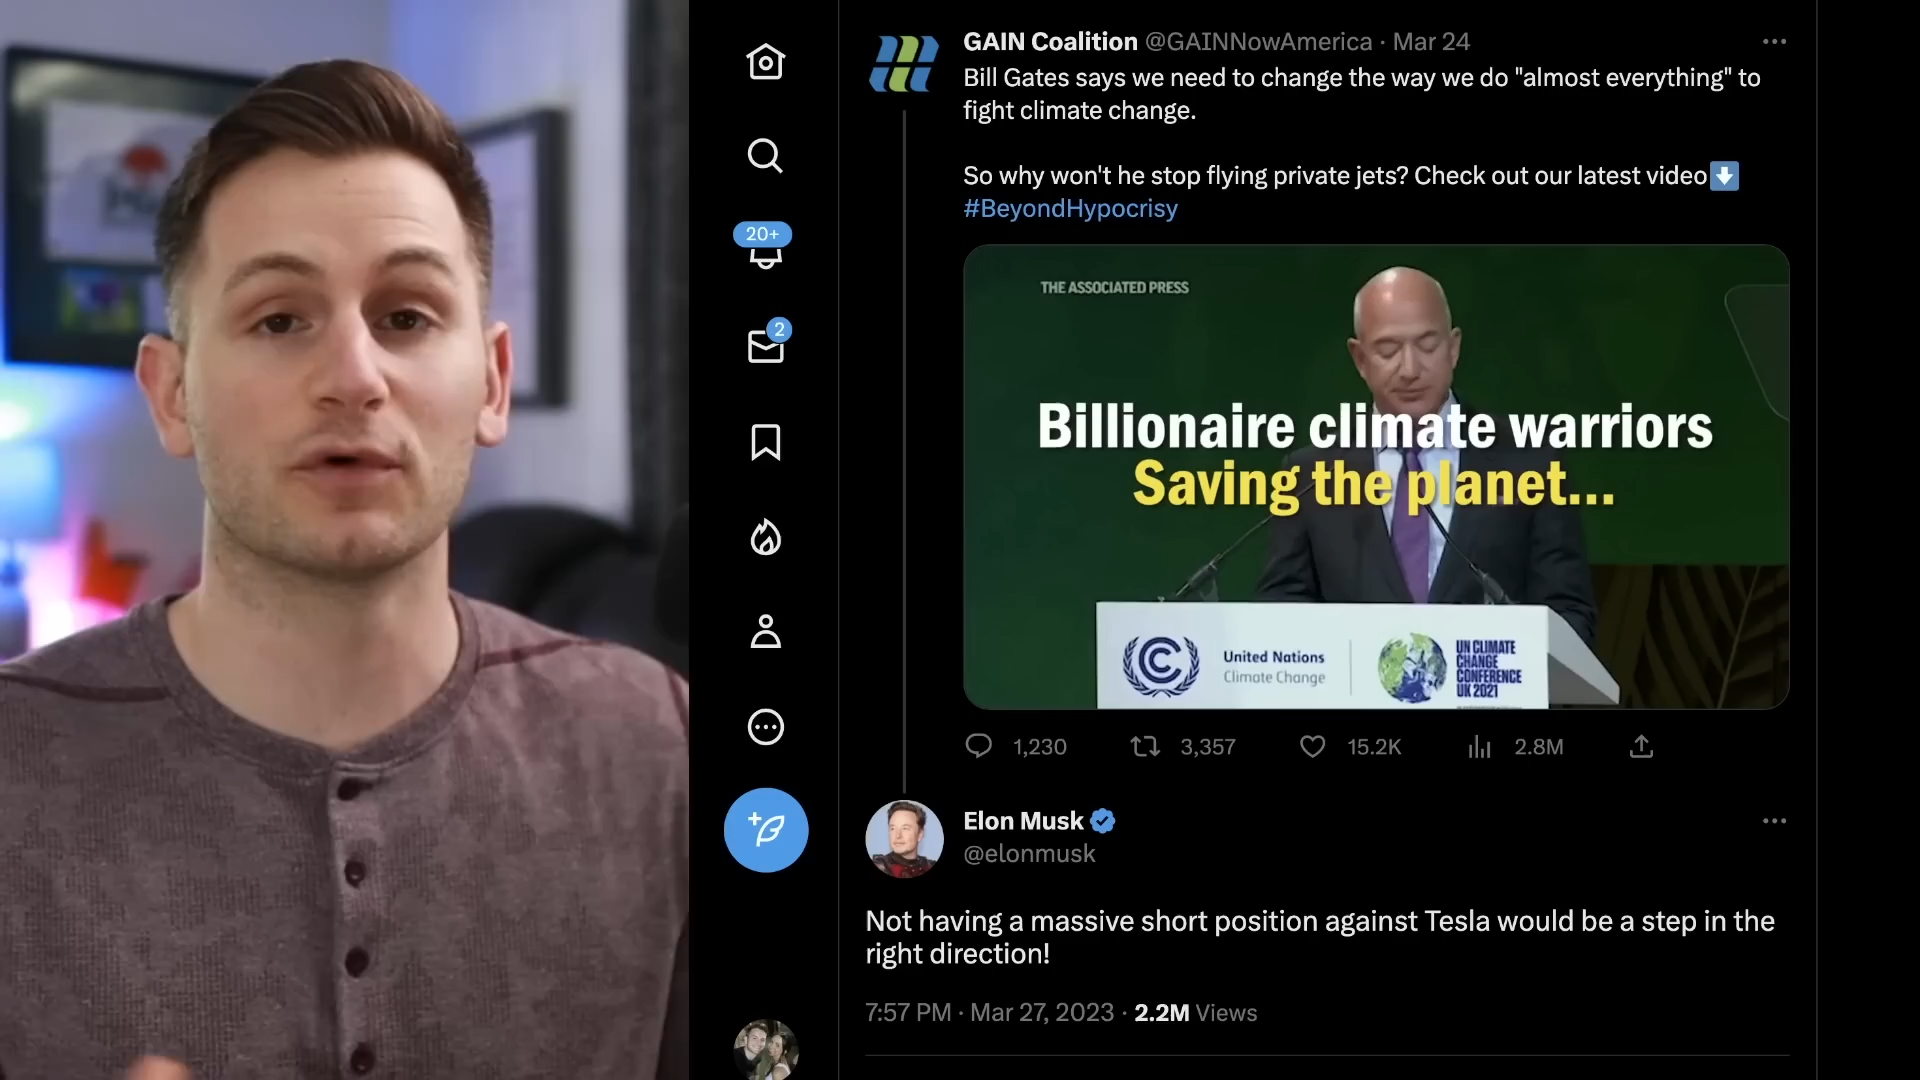 GAIN Coalition @GAINNowAmerica · Mar 24
Bill Gates says we need to change the way we do "almost everything" to
fight climate change.
So why won't he stop flying private jets? Check out our latest video⬇️
#BeyondHypocrisy
20+
2
THE ASSOCIATED PRESS
Billionaire climate warriors
Saving the planet...
United Nations
Climate Change
UN CLIMATE
CHANGE
CONFERENCE
UK 2021
1,230 3,357 15.2K 2.8M
Elon Musk
@elonmusk
Not having a massive short position against Tesla would be a step in the
right direction!
7:57 PM · Mar 27, 2023 · 2.2M Views